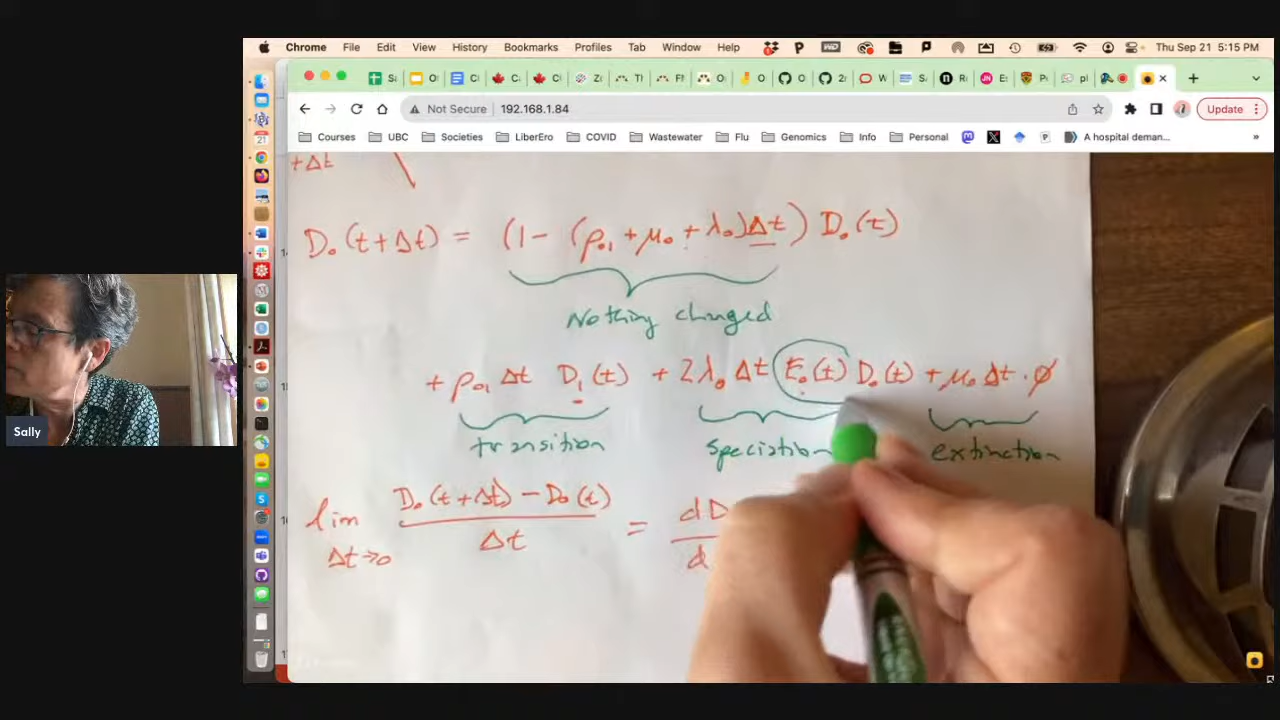 Chrome File Edit View History Bookmarks Profiles Tab Window Help Thu Sep 21 5:15 PM
Not Secure 192.168.1.84 Update
Courses UBC Societies LiberEro COVID Wastewater Flu Genomics Info Personal A hospital deman...
+Δt
D₀(t+Δt) = (1 - (ρ₀₁ + μ₀ + λ₀)Δt) D₀(t)
Nothing changed
+ ρ₀₁ Δt D₁(t) + 2λ₀ Δt E₀(t) D₀(t) + μ₀ Δt · ∅
transition speciation extinction
Sally
lim D₀(t+Δt) - D₀(t) = dD
Δt→0 Δt d